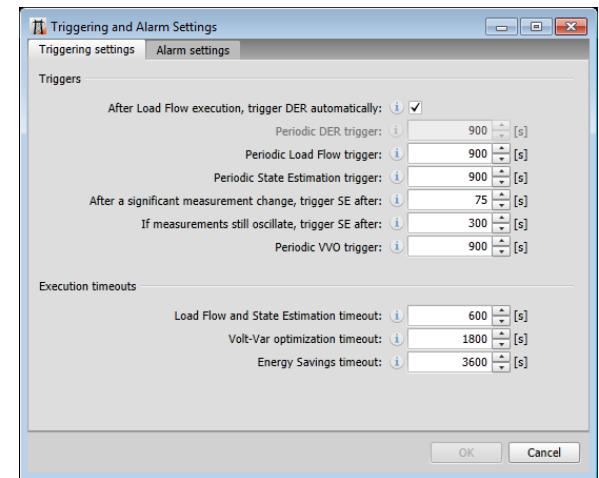 Triggering and Alarm Settings
Triggering settings Alarm settings
Triggers
After Load Flow execution, trigger DER automatically:
Periodic DER trigger: 900 [s]
Periodic Load Flow trigger: 900 [s]
Periodic State Estimation trigger: 900 [s]
After a significant measurement change, trigger SE after: 75 [s]
If measurements still oscillate, trigger SE after: 300 [s]
Periodic VVO trigger: 900 [s]
Execution timeouts
Load Flow and State Estimation timeout: 600 [s]
Volt-Var optimization timeout: 1800 [s]
Energy Savings timeout: 3600 [s]
OK Cancel